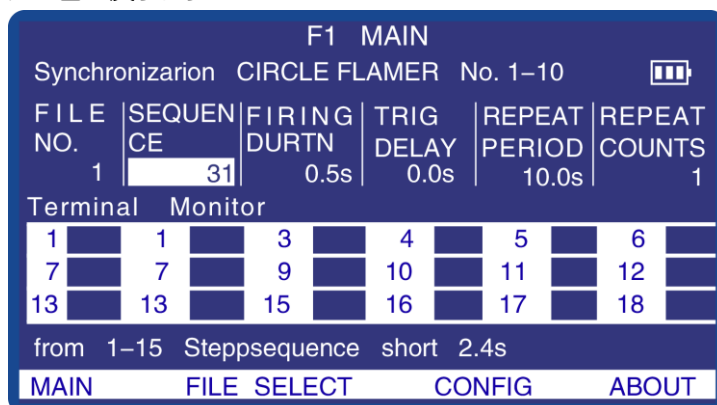 F1 MAIN
Synchronizarion CIRCLE FLAMER No. 1–10
FILE SEQUEN FIRING TRIG REPEAT REPEAT
NO. CE DURTN DELAY PERIOD COUNTS
1 31 0.5s 0.0s 10.0s 1
Terminal Monitor
1 1 3 4 5 6
7 7 9 10 11 12
13 13 15 16 17 18
from 1–15 Steppsequence short 2.4s
MAIN FILE SELECT CONFIG ABOUT